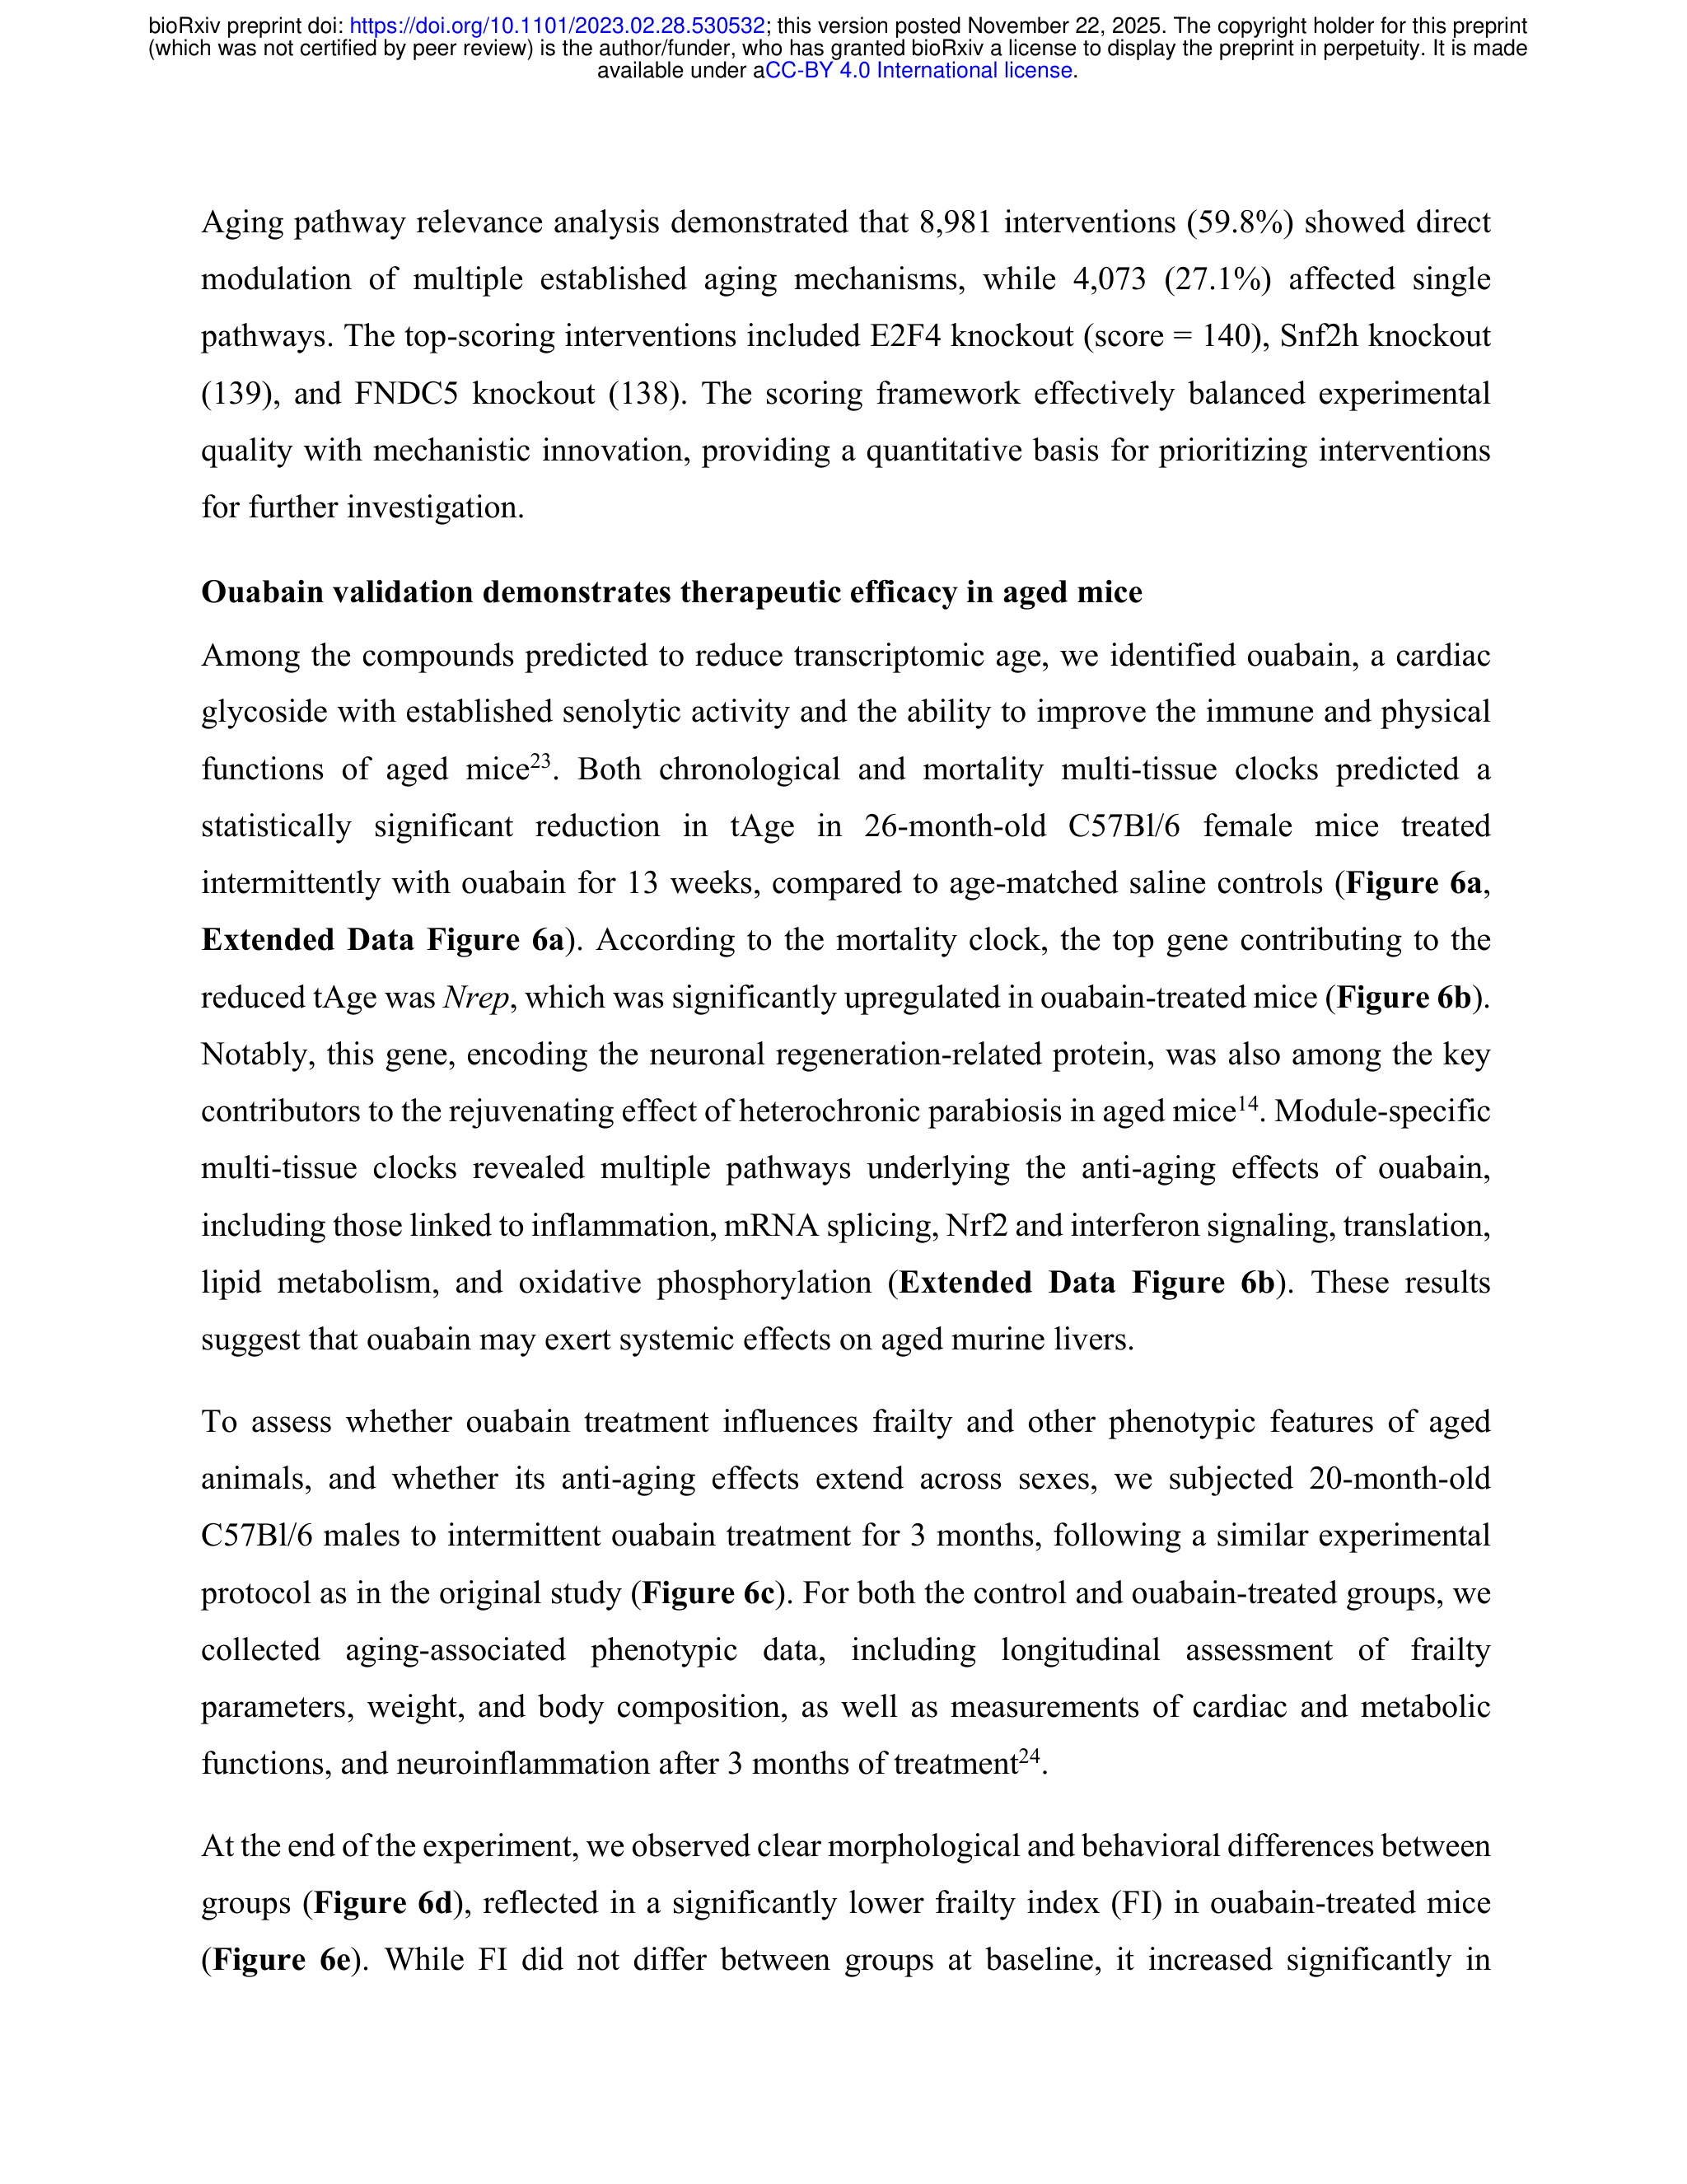 bioRxiv preprint doi: https://doi.org/10.1101/2023.02.28.530532; this version posted November 22, 2025. The copyright holder for this preprint
(which was not certified by peer review) is the author/funder, who has granted bioRxiv a license to display the preprint in perpetuity. It is made
available under aCC-BY 4.0 International license.
Aging pathway relevance analysis demonstrated that 8,981 interventions (59.8%) showed direct
modulation of multiple established aging mechanisms, while 4,073 (27.1%) affected single
pathways. The top-scoring interventions included E2F4 knockout (score = 140), Snf2h knockout
(139), and FNDC5 knockout (138). The scoring framework effectively balanced experimental
quality with mechanistic innovation, providing a quantitative basis for prioritizing interventions
for further investigation.
Ouabain validation demonstrates therapeutic efficacy in aged mice
Among the compounds predicted to reduce transcriptomic age, we identified ouabain, a cardiac
glycoside with established senolytic activity and the ability to improve the immune and physical
functions of aged mice23. Both chronological and mortality multi-tissue clocks predicted a
statistically significant reduction in tAge in 26-month-old C57Bl/6 female mice treated
intermittently with ouabain for 13 weeks, compared to age-matched saline controls (Figure 6a,
Extended Data Figure 6a). According to the mortality clock, the top gene contributing to the
reduced tAge was Nrep, which was significantly upregulated in ouabain-treated mice (Figure 6b).
Notably, this gene, encoding the neuronal regeneration-related protein, was also among the key
contributors to the rejuvenating effect of heterochronic parabiosis in aged mice14. Module-specific
multi-tissue clocks revealed multiple pathways underlying the anti-aging effects of ouabain,
including those linked to inflammation, mRNA splicing, Nrf2 and interferon signaling, translation,
lipid metabolism, and oxidative phosphorylation (Extended Data Figure 6b). These results
suggest that ouabain may exert systemic effects on aged murine livers.
To assess whether ouabain treatment influences frailty and other phenotypic features of aged
animals, and whether its anti-aging effects extend across sexes, we subjected 20-month-old
C57Bl/6 males to intermittent ouabain treatment for 3 months, following a similar experimental
protocol as in the original study (Figure 6c). For both the control and ouabain-treated groups, we
collected aging-associated phenotypic data, including longitudinal assessment of frailty
parameters, weight, and body composition, as well as measurements of cardiac and metabolic
functions, and neuroinflammation after 3 months of treatment24.
At the end of the experiment, we observed clear morphological and behavioral differences between
groups (Figure 6d), reflected in a significantly lower frailty index (FI) in ouabain-treated mice
(Figure 6e). While FI did not differ between groups at baseline, it increased significantly in